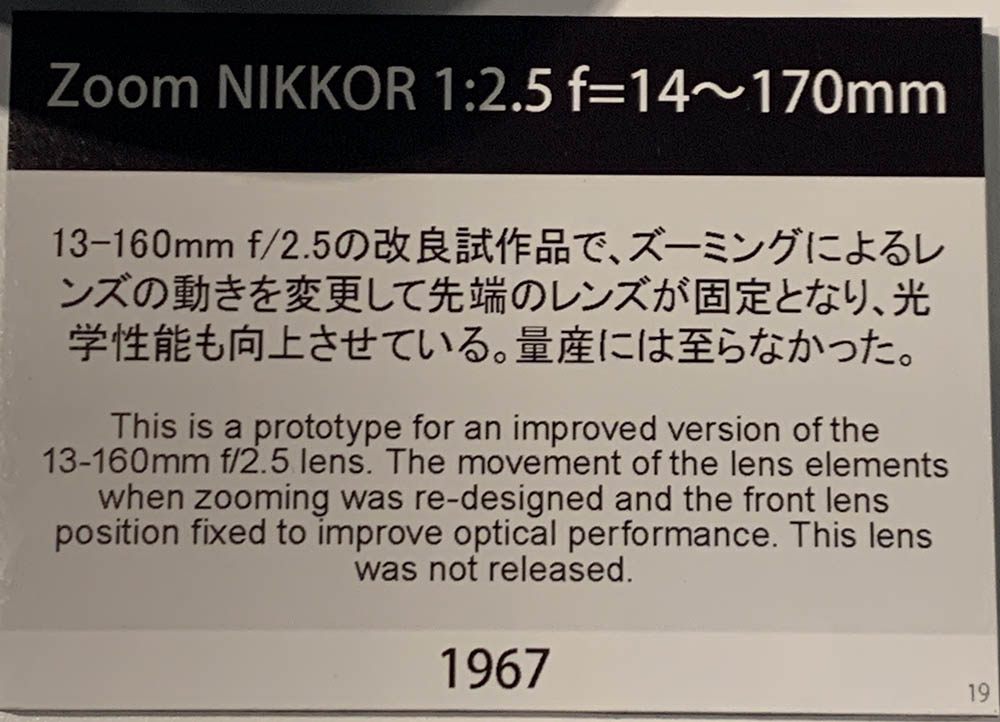 Zoom NIKKOR 1:2.5 f=14～170mm
13-160mm f/2.5の改良試作品で、ズーミングによるレ
ンズの動きを変更して先端のレンズが固定となり、光
学性能も向上させている。量産には至らなかった。
This is a prototype for an improved version of the
13-160mm f/2.5 lens. The movement of the lens elements
when zooming was re-designed and the front lens
position fixed to improve optical performance. This lens
was not released.
1967
19